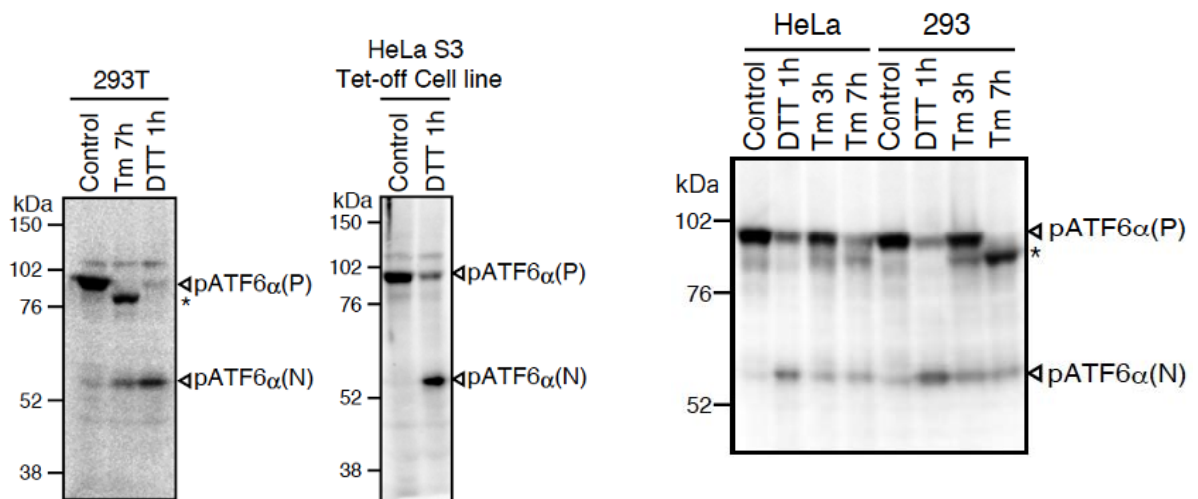 293T
Control
Tm 7h
DTT 1h
kDa
150
102
76
52
38
◃pATF6α(P)
*
◃pATF6α(N)
HeLa S3
Tet-off Cell line
Control
DTT 1h
kDa
150
102
76
52
38
◃pATF6α(P)
◃pATF6α(N)
HeLa
293
Control
DTT 1h
Tm 3h
Tm 7h
Control
DTT 1h
Tm 3h
Tm 7h
kDa
102
76
52
◃pATF6α(P)
*
◃pATF6α(N)